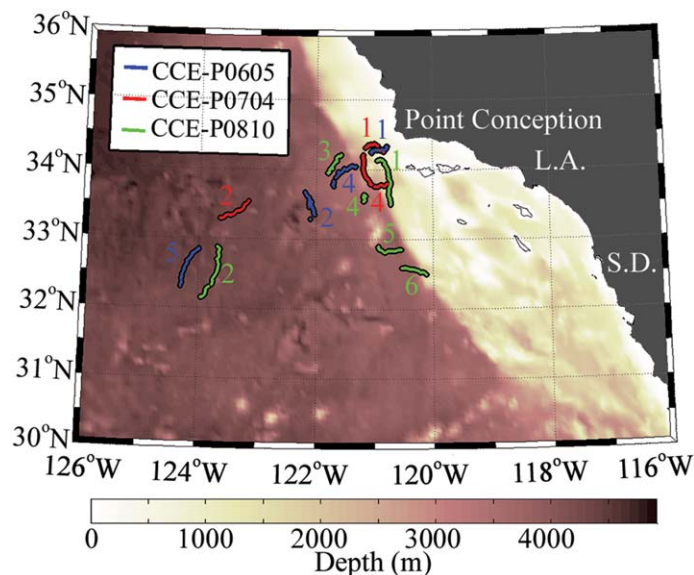 36°N
35°N
34°N
33°N
32°N
31°N
30°N
CCE-P0605
CCE-P0704
CCE-P0810
Point Conception
L.A.
S.D.
1 1
3 1
4
4 4
2
2
5
5 2
6
126°W 124°W 122°W 120°W 118°W 116°W
0 1000 2000 3000 4000
Depth (m)